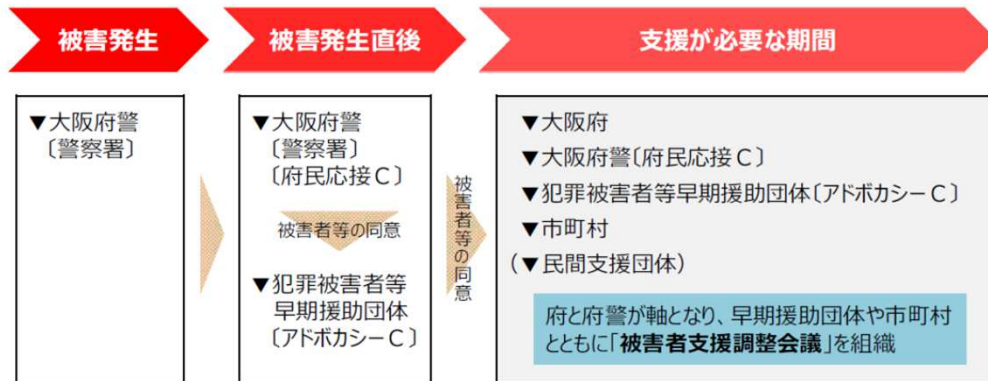 被害発生
被害発生直後
支援が必要な期間
▼大阪府警
〔警察署〕
▼大阪府警
〔警察署〕
〔府民応接C〕
被害者等の同意
▼犯罪被害者等
早期援助団体
〔アドボカシーC〕
被害者等の同意
▼大阪府
▼大阪府警〔府民応接C〕
▼犯罪被害者等早期援助団体〔アドボカシーC〕
▼市町村
(▼民間支援団体)
府と府警が軸となり、早期援助団体や市町村
とともに「被害者支援調整会議」を組織